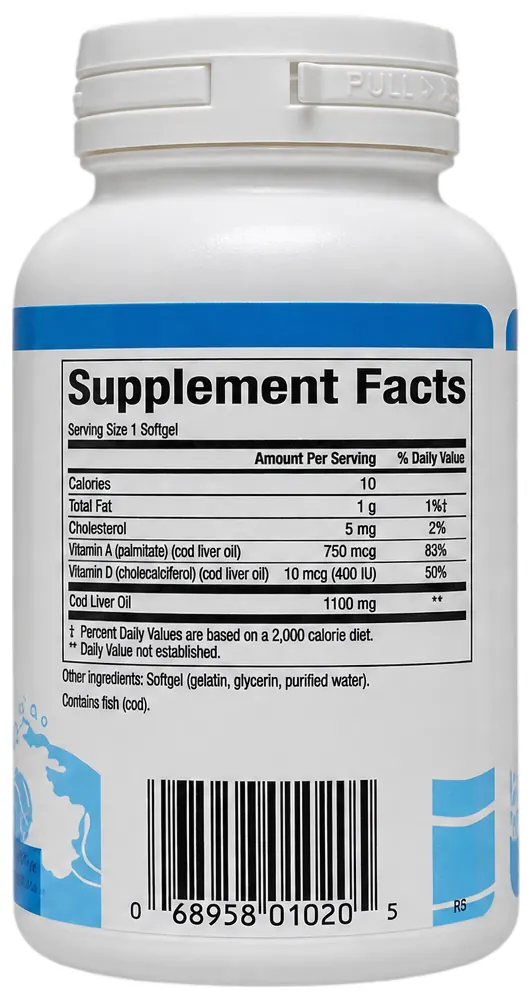 PULL
Supplement Facts
Serving Size 1 Softgel
Amount Per Serving % Daily Value
Calories 10
Total Fat 1 g 1%‡
Cholesterol 5 mg 2%
Vitamin A (palmitate) (cod liver oil) 750 mcg 83%
Vitamin D (cholecalciferol) (cod liver oil) 10 mcg (400 IU) 50%
Cod Liver Oil 1100 mg **
‡ Percent Daily Values are based on a 2,000 calorie diet.
** Daily Value not established.
Other ingredients: Softgel (gelatin, glycerin, purified water).
Contains fish (cod).
0 68958 01020 5
R6